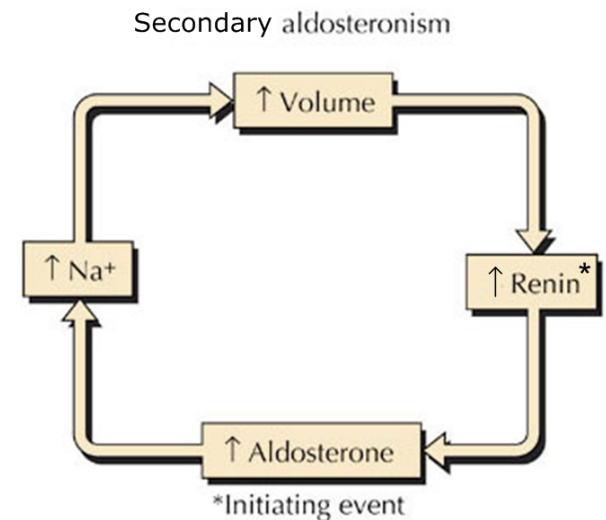 Secondary aldosteronism
↑ Volume
↑ Na⁺
↑ Renin*
↑ Aldosterone
*Initiating event